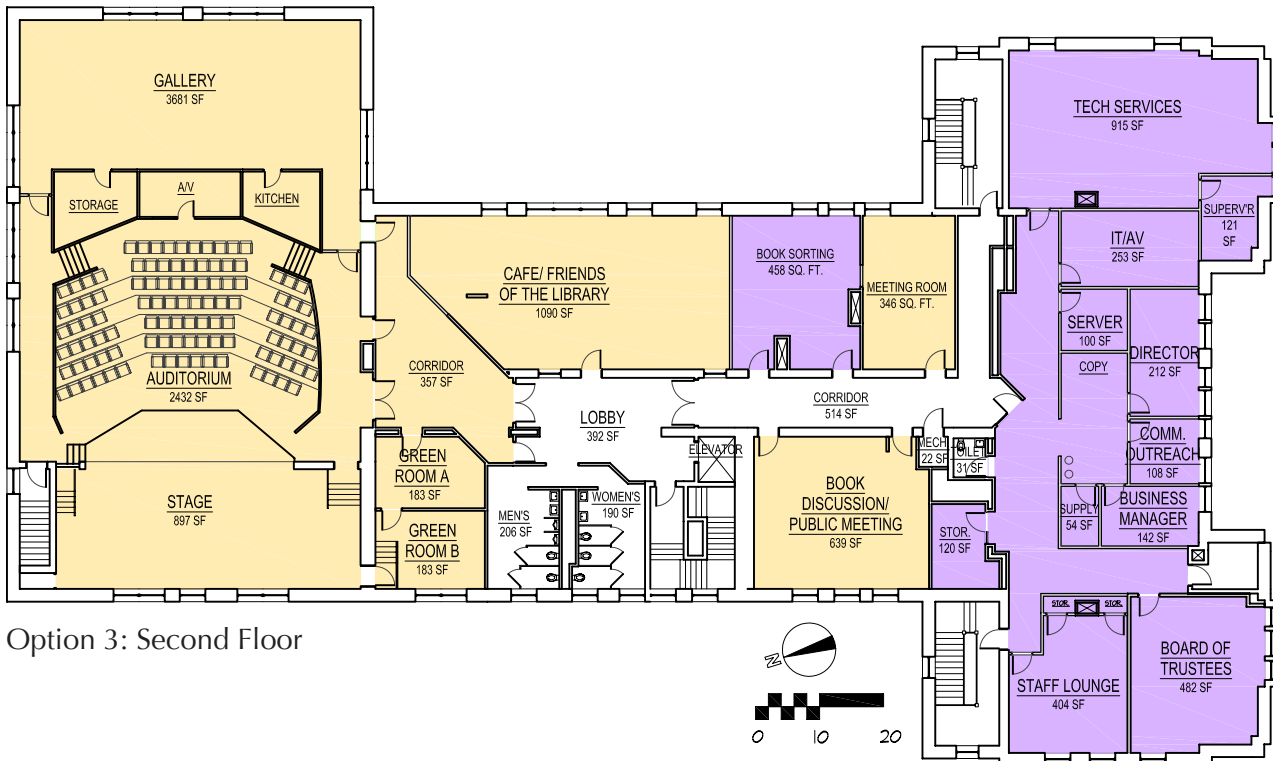 GALLERY
3681 SF
STORAGE
A/V
KITCHEN
AUDITORIUM
2432 SF
STAGE
897 SF
CORRIDOR
357 SF
CAFE/ FRIENDS
OF THE LIBRARY
1090 SF
BOOK SORTING
458 SQ. FT.
MEETING ROOM
346 SQ. FT.
LOBBY
392 SF
CORRIDOR
514 SF
ELEVATOR
GREEN
ROOM A
183 SF
GREEN
ROOM B
183 SF
MEN'S
206 SF
WOMEN'S
190 SF
BOOK
DISCUSSION/
PUBLIC MEETING
639 SF
MECH
22 SF
TOILET
31 SF
STOR.
120 SF
TECH SERVICES
915 SF
SUPERV'R
121
SF
IT/AV
253 SF
SERVER
100 SF
DIRECTOR
212 SF
COPY
COMM.
OUTREACH
108 SF
SUPPLY
54 SF
BUSINESS
MANAGER
142 SF
STOR.
STOR.
STAFF LOUNGE
404 SF
BOARD OF
TRUSTEES
482 SF
Option 3: Second Floor
N
0 10 20